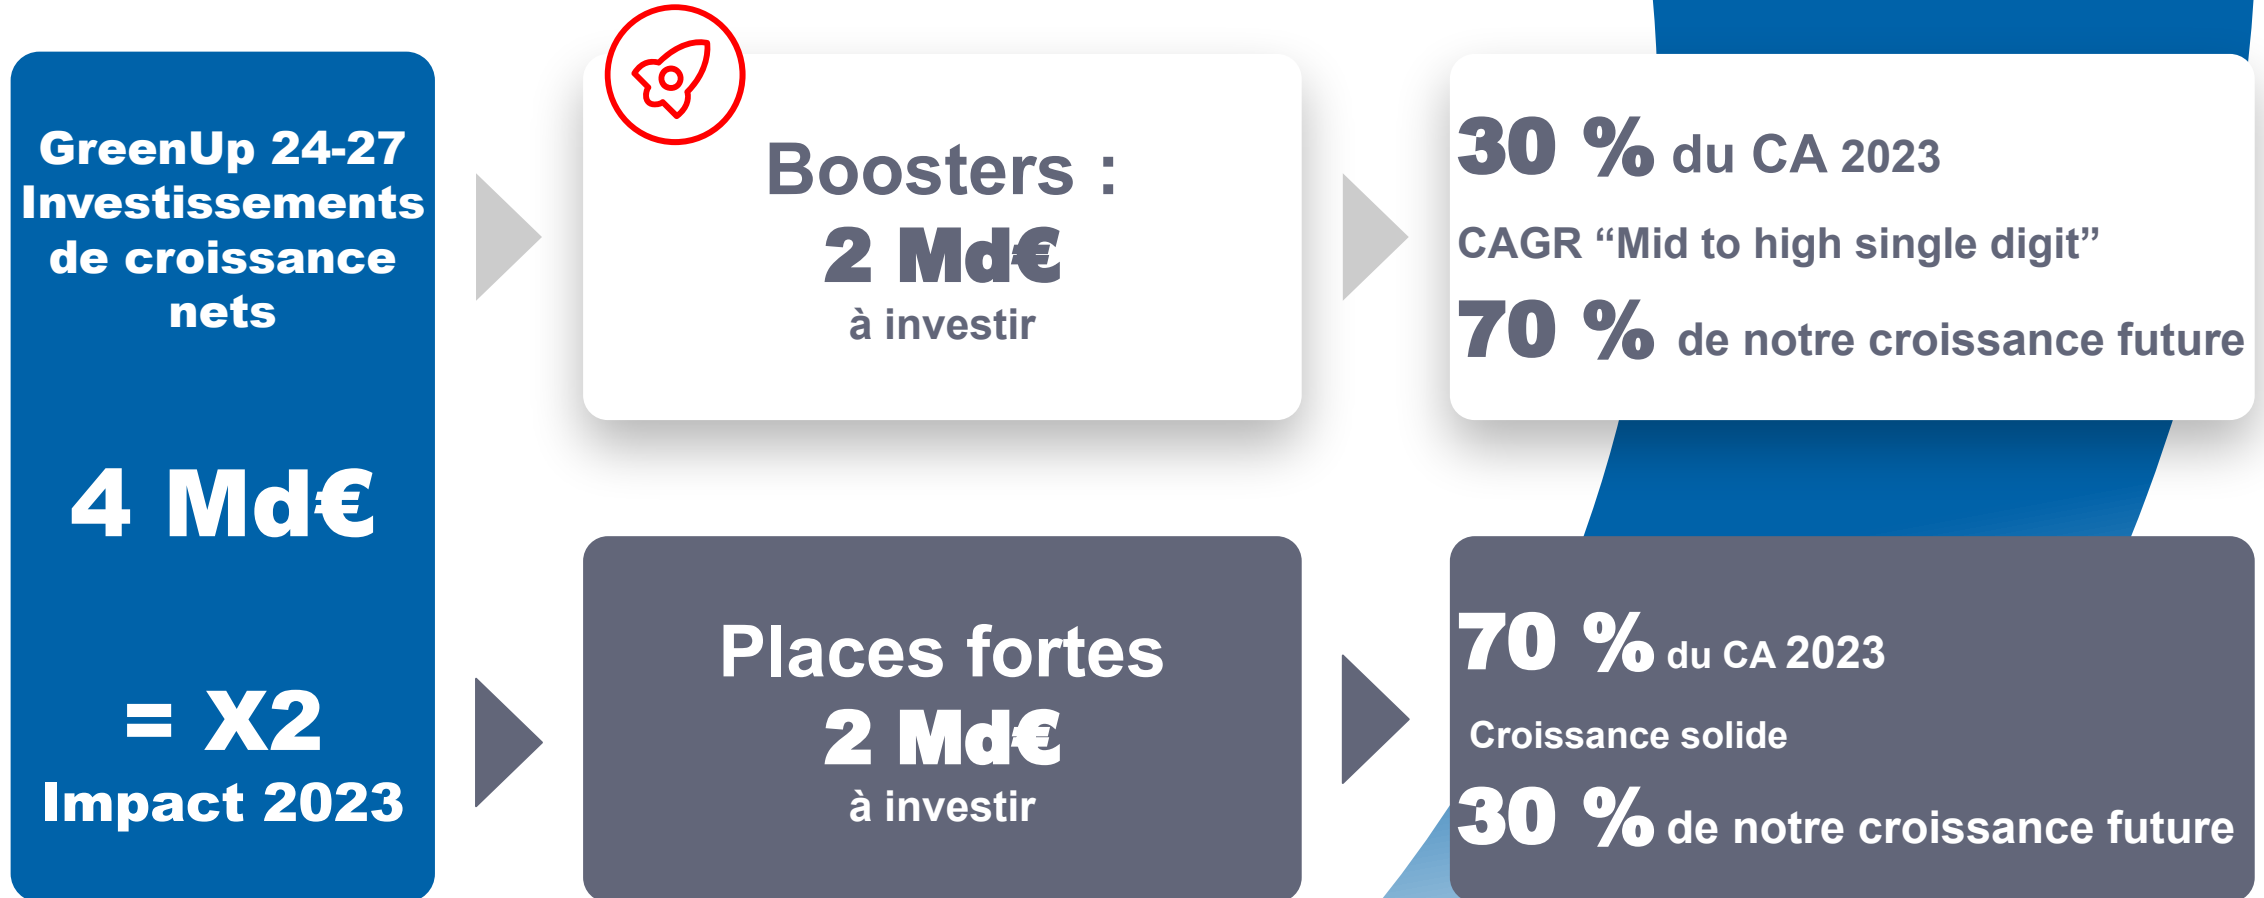 GreenUp 24-27
Investissements
de croissance
nets
4 Md€
= X2
Impact 2023
Boosters :
2 Md€
à investir
30 % du CA 2023
CAGR “Mid to high single digit”
70 % de notre croissance future
Places fortes
2 Md€
à investir
70 % du CA 2023
Croissance solide
30 % de notre croissance future